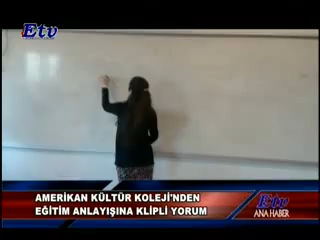 Etv
AMERİKAN KÜLTÜR KOLEJİ'NDEN
EĞİTİM ANLAYIŞINA KLİPLİ YORUM
Etv
ANA HABER